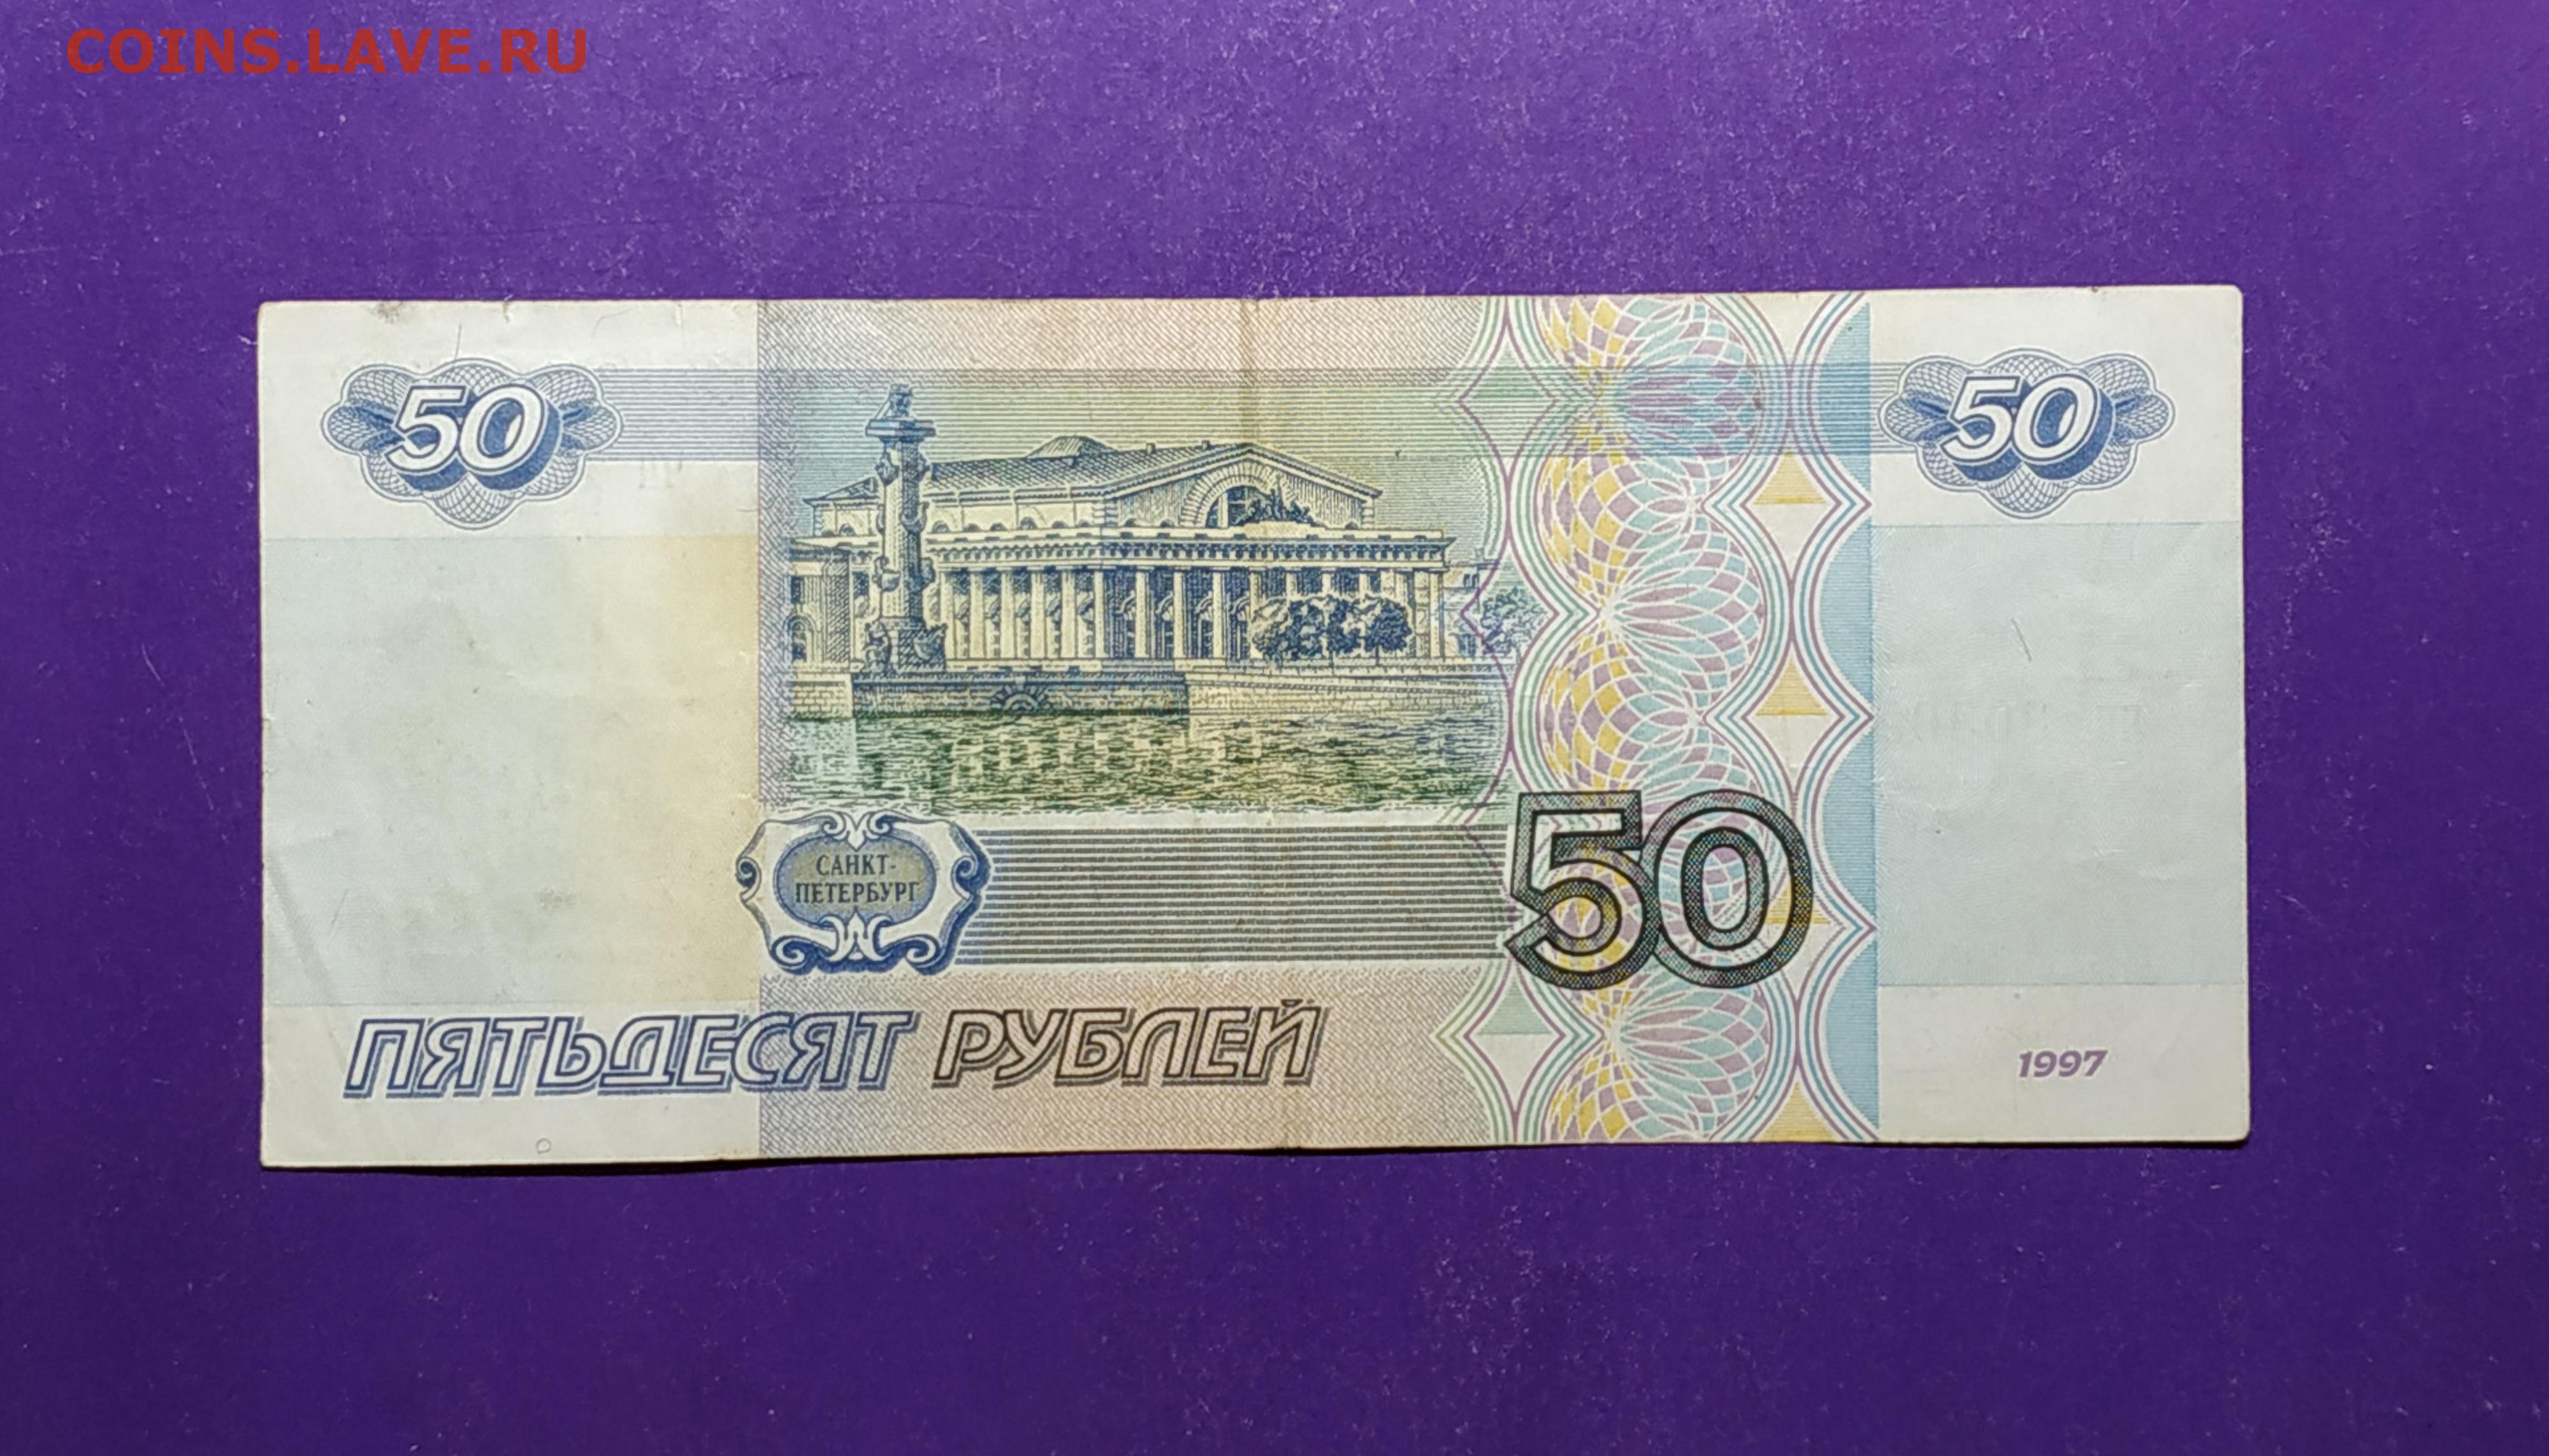 COINS.LAVE.RU
50
50
САНКТ-
ПЕТЕРБУРГ
50
ПЯТЬДЕСЯТ РУБЛЕЙ
1997